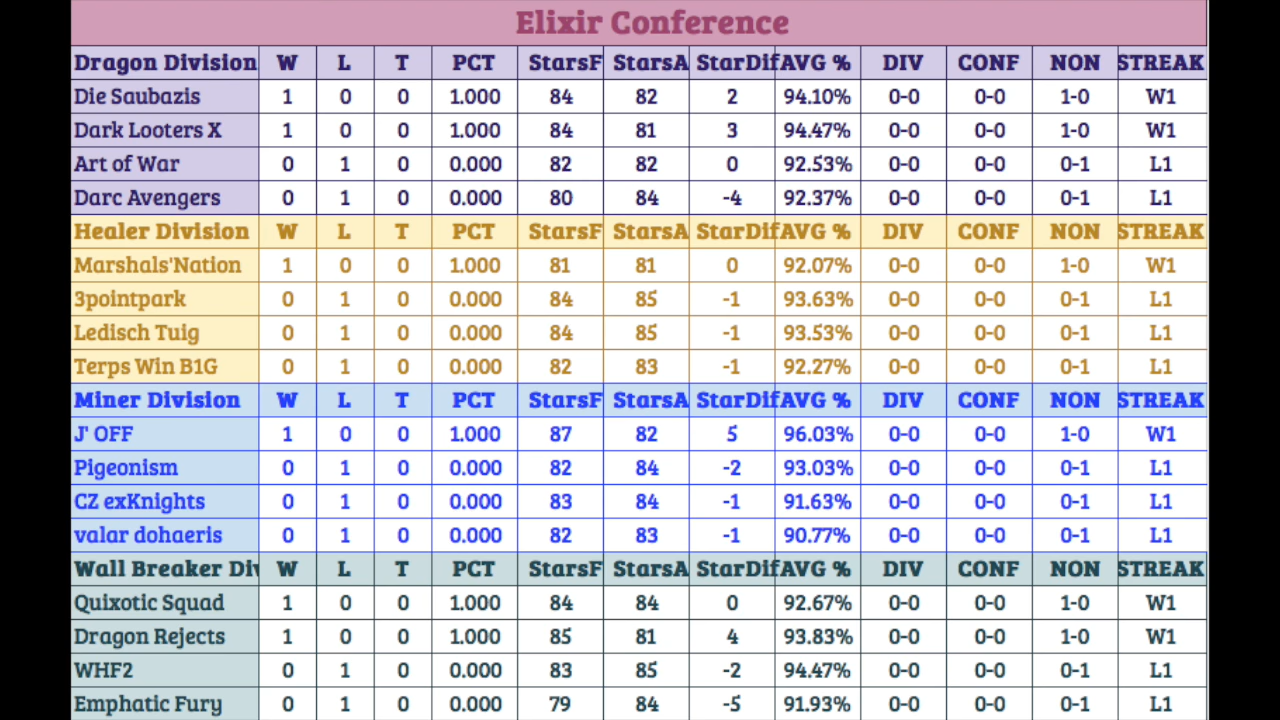 Elixir Conference
Dragon Division W L T PCT StarsF StarsA StarDif AVG % DIV CONF NON STREAK
Die Saubazis 1 0 0 1.000 84 82 2 94.10% 0-0 0-0 1-0 W1
Dark Looters X 1 0 0 1.000 84 81 3 94.47% 0-0 0-0 1-0 W1
Art of War 0 1 0 0.000 82 82 0 92.53% 0-0 0-0 0-1 L1
Darc Avengers 0 1 0 0.000 80 84 -4 92.37% 0-0 0-0 0-1 L1
Healer Division W L T PCT StarsF StarsA StarDif AVG % DIV CONF NON STREAK
Marshals'Nation 1 0 0 1.000 81 81 0 92.07% 0-0 0-0 1-0 W1
3pointpark 0 1 0 0.000 84 85 -1 93.63% 0-0 0-0 0-1 L1
Ledisch Tuig 0 1 0 0.000 84 85 -1 93.53% 0-0 0-0 0-1 L1
Terps Win B1G 0 1 0 0.000 82 83 -1 92.27% 0-0 0-0 0-1 L1
Miner Division W L T PCT StarsF StarsA StarDif AVG % DIV CONF NON STREAK
J' OFF 1 0 0 1.000 87 82 5 96.03% 0-0 0-0 1-0 W1
Pigeonism 0 1 0 0.000 82 84 -2 93.03% 0-0 0-0 0-1 L1
CZ exKnights 0 1 0 0.000 83 84 -1 91.63% 0-0 0-0 0-1 L1
valar dohaeris 0 1 0 0.000 82 83 -1 90.77% 0-0 0-0 0-1 L1
Wall Breaker Div W L T PCT StarsF StarsA StarDif AVG % DIV CONF NON STREAK
Quixotic Squad 1 0 0 1.000 84 84 0 92.67% 0-0 0-0 1-0 W1
Dragon Rejects 1 0 0 1.000 85 81 4 93.83% 0-0 0-0 1-0 W1
WHF2 0 1 0 0.000 83 85 -2 94.47% 0-0 0-0 0-1 L1
Emphatic Fury 0 1 0 0.000 79 84 -5 91.93% 0-0 0-0 0-1 L1